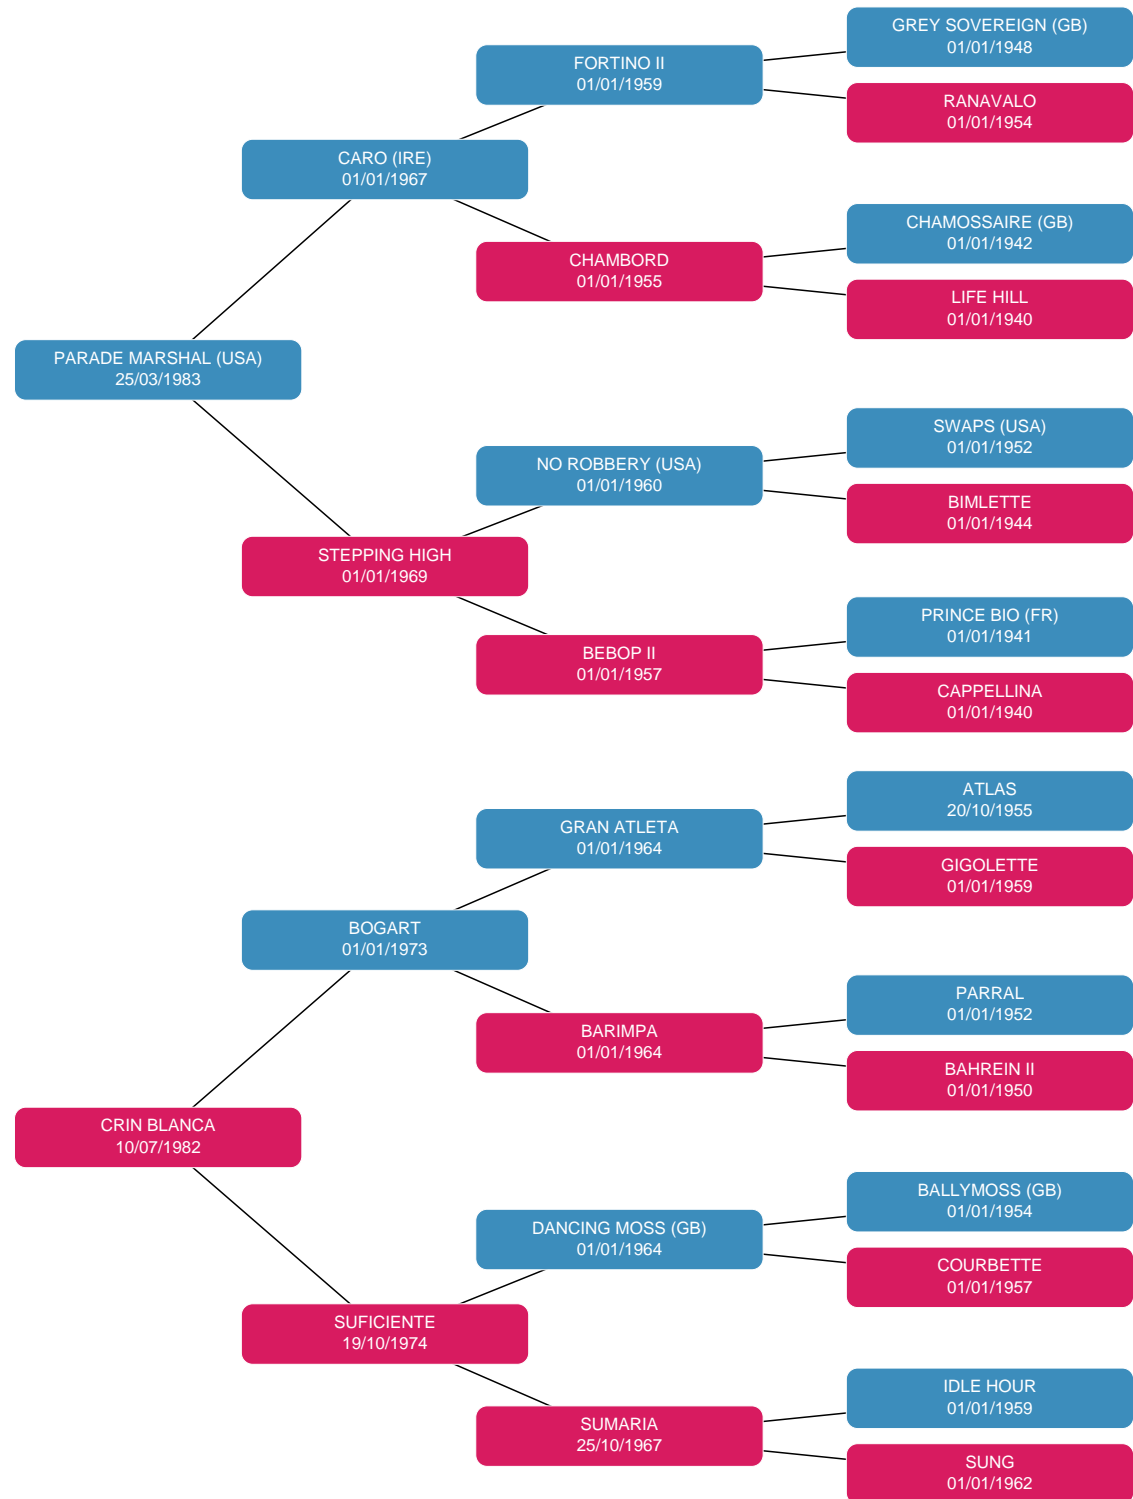 GREY SOVEREIGN (GB)
01/01/1948
FORTINO II
01/01/1959
RANAVALO
01/01/1954
CARO (IRE)
01/01/1967
CHAMOSSAIRE (GB)
01/01/1942
CHAMBORD
01/01/1955
LIFE HILL
01/01/1940
PARADE MARSHAL (USA)
25/03/1983
SWAPS (USA)
01/01/1952
NO ROBBERY (USA)
01/01/1960
BIMLETTE
01/01/1944
STEPPING HIGH
01/01/1969
PRINCE BIO (FR)
01/01/1941
BEBOP II
01/01/1957
CAPPELLINA
01/01/1940
ATLAS
20/10/1955
GRAN ATLETA
01/01/1964
GIGOLETTE
01/01/1959
BOGART
01/01/1973
PARRAL
01/01/1952
BARIMPA
01/01/1964
BAHREIN II
01/01/1950
CRIN BLANCA
10/07/1982
BALLYMOSS (GB)
01/01/1954
DANCING MOSS (GB)
01/01/1964
COURBETTE
01/01/1957
SUFICIENTE
19/10/1974
IDLE HOUR
01/01/1959
SUMARIA
25/10/1967
SUNG
01/01/1962